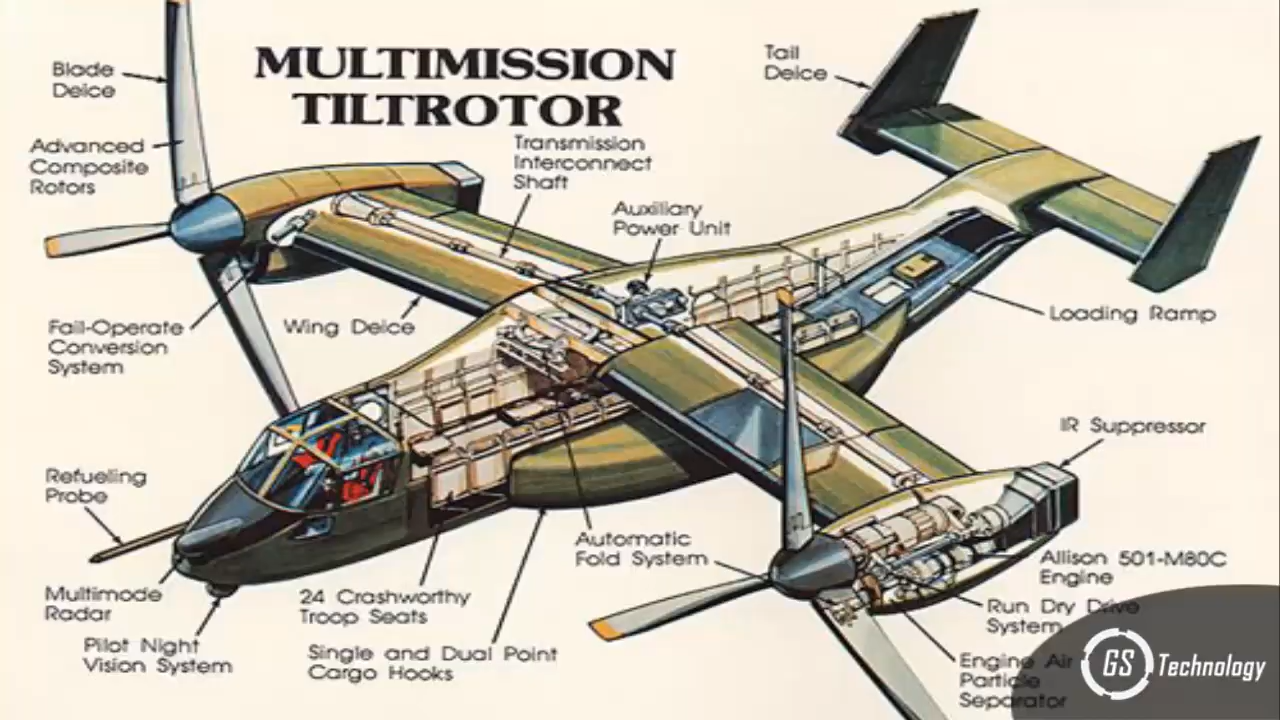 MULTIMISSION
TILTROTOR
Blade
Deice
Advanced
Composite
Rotors
Transmission
Interconnect
Shaft
Auxiliary
Power Unit
Tail
Deice
Fail-Operate
Conversion
System
Wing Deice
Loading Ramp
IR Suppressor
Refueling
Probe
Automatic
Fold System
Allison 501-M80C
Engine
Multimode
Radar
24 Crashworthy
Troop Seats
Run Dry Drive
System
Pilot Night
Vision System
Single and Dual Point
Cargo Hooks
Engine Air
Particle
Separator
GS Technology